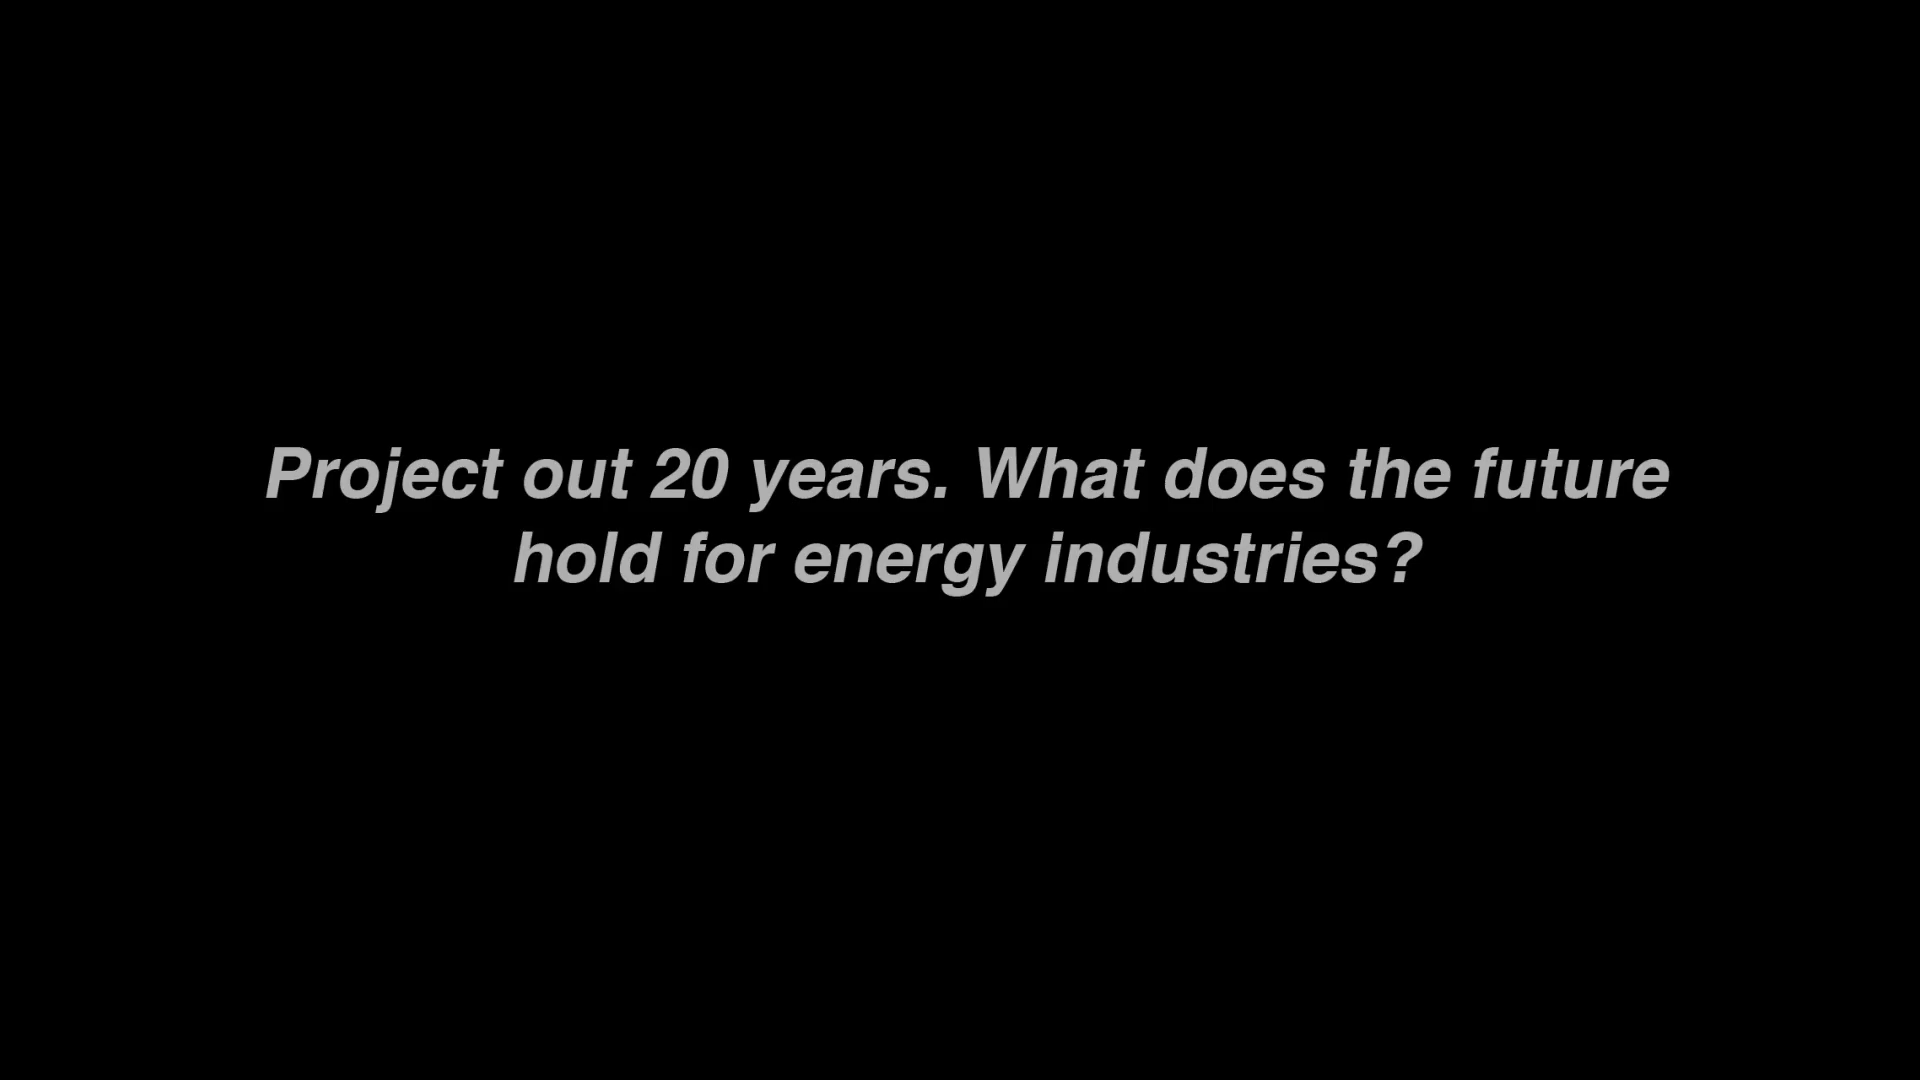 Project out 20 years. What does the future
hold for energy industries?